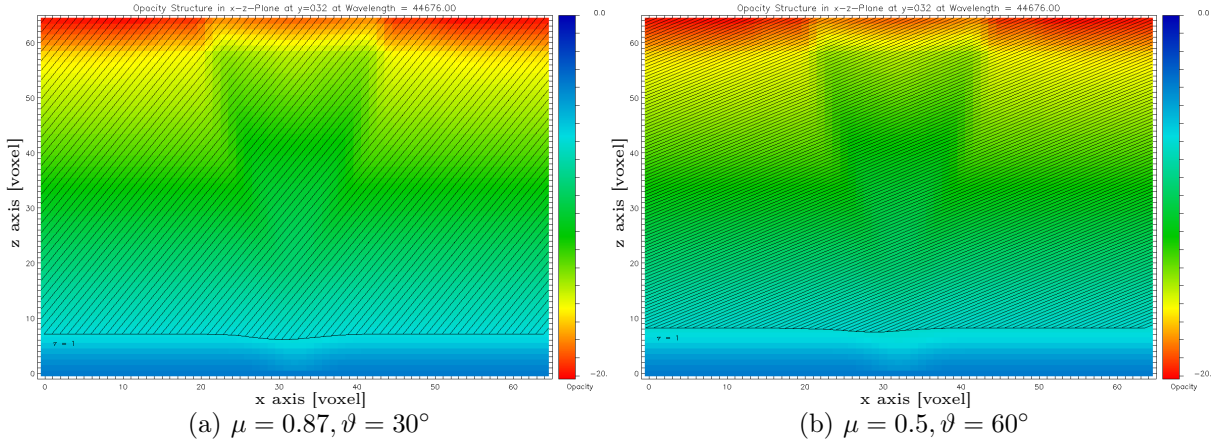 Opacity Structure in x-z-Plane at y=032 at Wavelength = 44676.00
Opacity Structure in x-z-Plane at y=032 at Wavelength = 44676.00
0.0
0.0
60
50
40
30
20
10
0
z axis [voxel]
τ = 1
0 10 20 30 40 50 60
x axis [voxel]
-20.
Opacity
60
50
40
30
20
10
0
z axis [voxel]
τ = 1
0 10 20 30 40 50 60
x axis [voxel]
-20.
Opacity
(a) μ = 0.87, ϑ = 30°
(b) μ = 0.5, ϑ = 60°